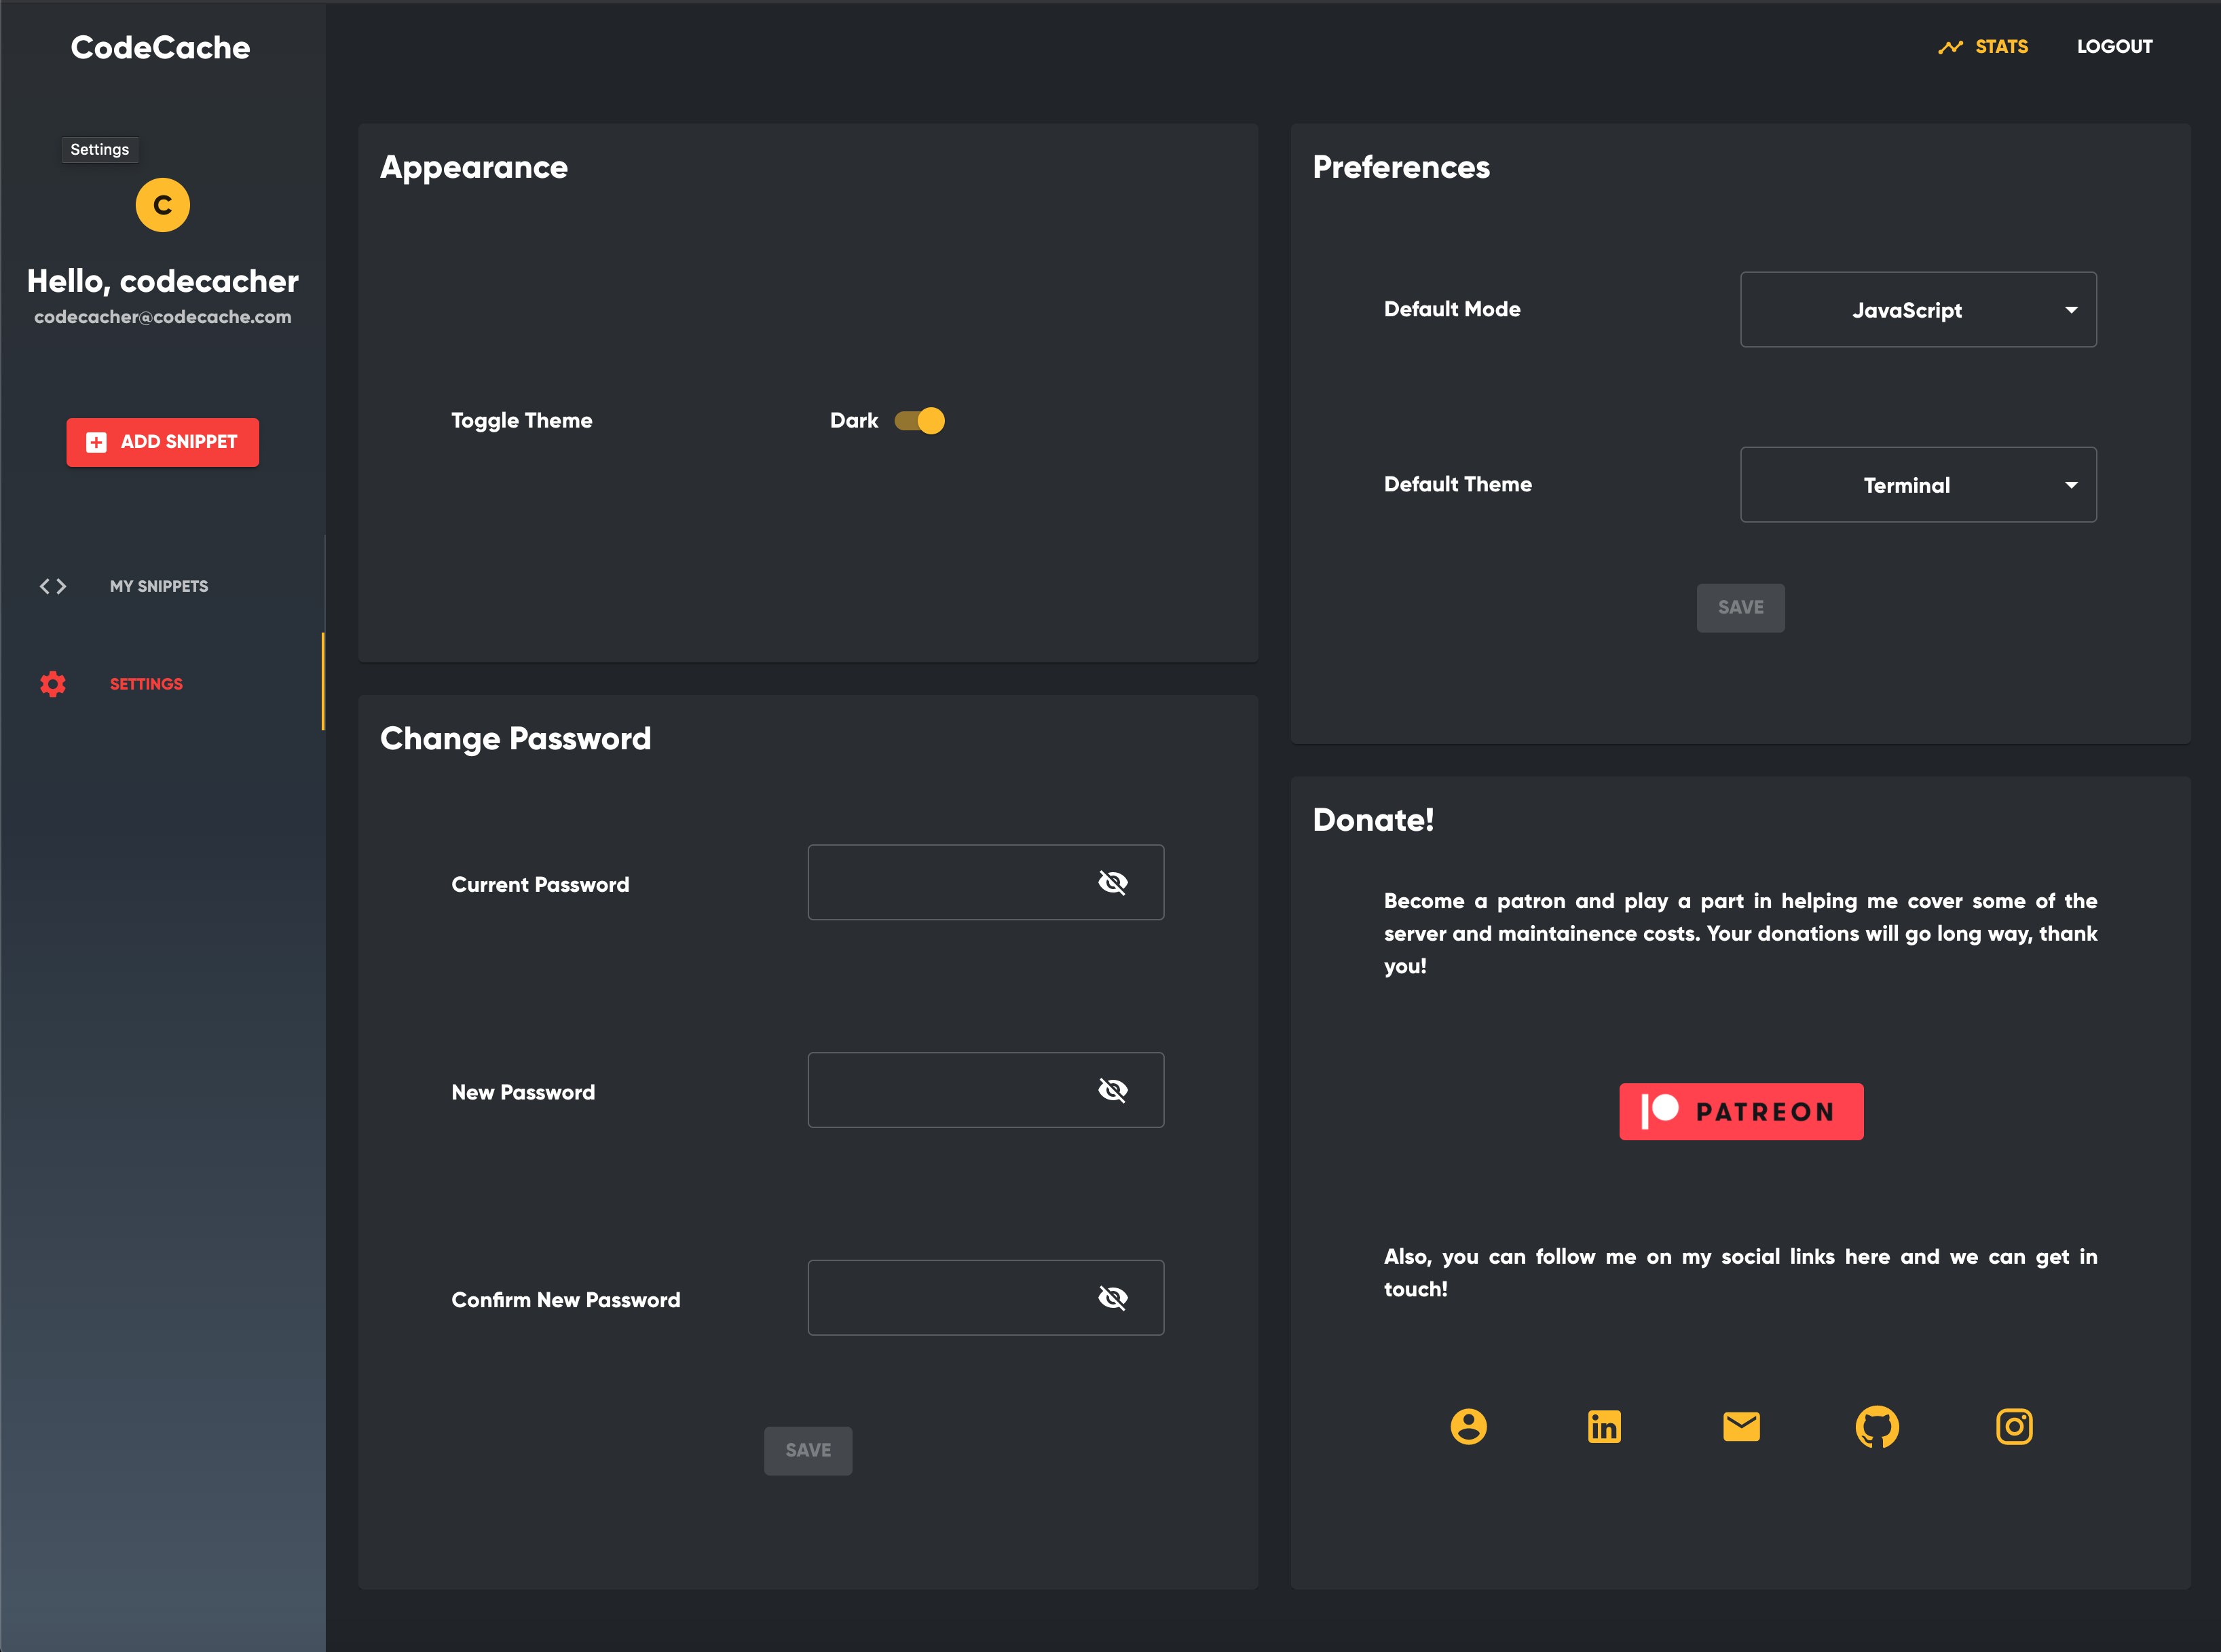 CodeCache
STATS
LOGOUT
Settings
C
Hello, codecacher
codecacher@codecache.com
ADD SNIPPET
MY SNIPPETS
SETTINGS
Appearance
Toggle Theme
Dark
Preferences
Default Mode
JavaScript
Default Theme
Terminal
SAVE
Change Password
Current Password
New Password
Confirm New Password
SAVE
Donate!
Become a patron and play a part in helping me cover some of the
server and maintainence costs. Your donations will go long way, thank
you!
PATREON
Also, you can follow me on my social links here and we can get in
touch!
in